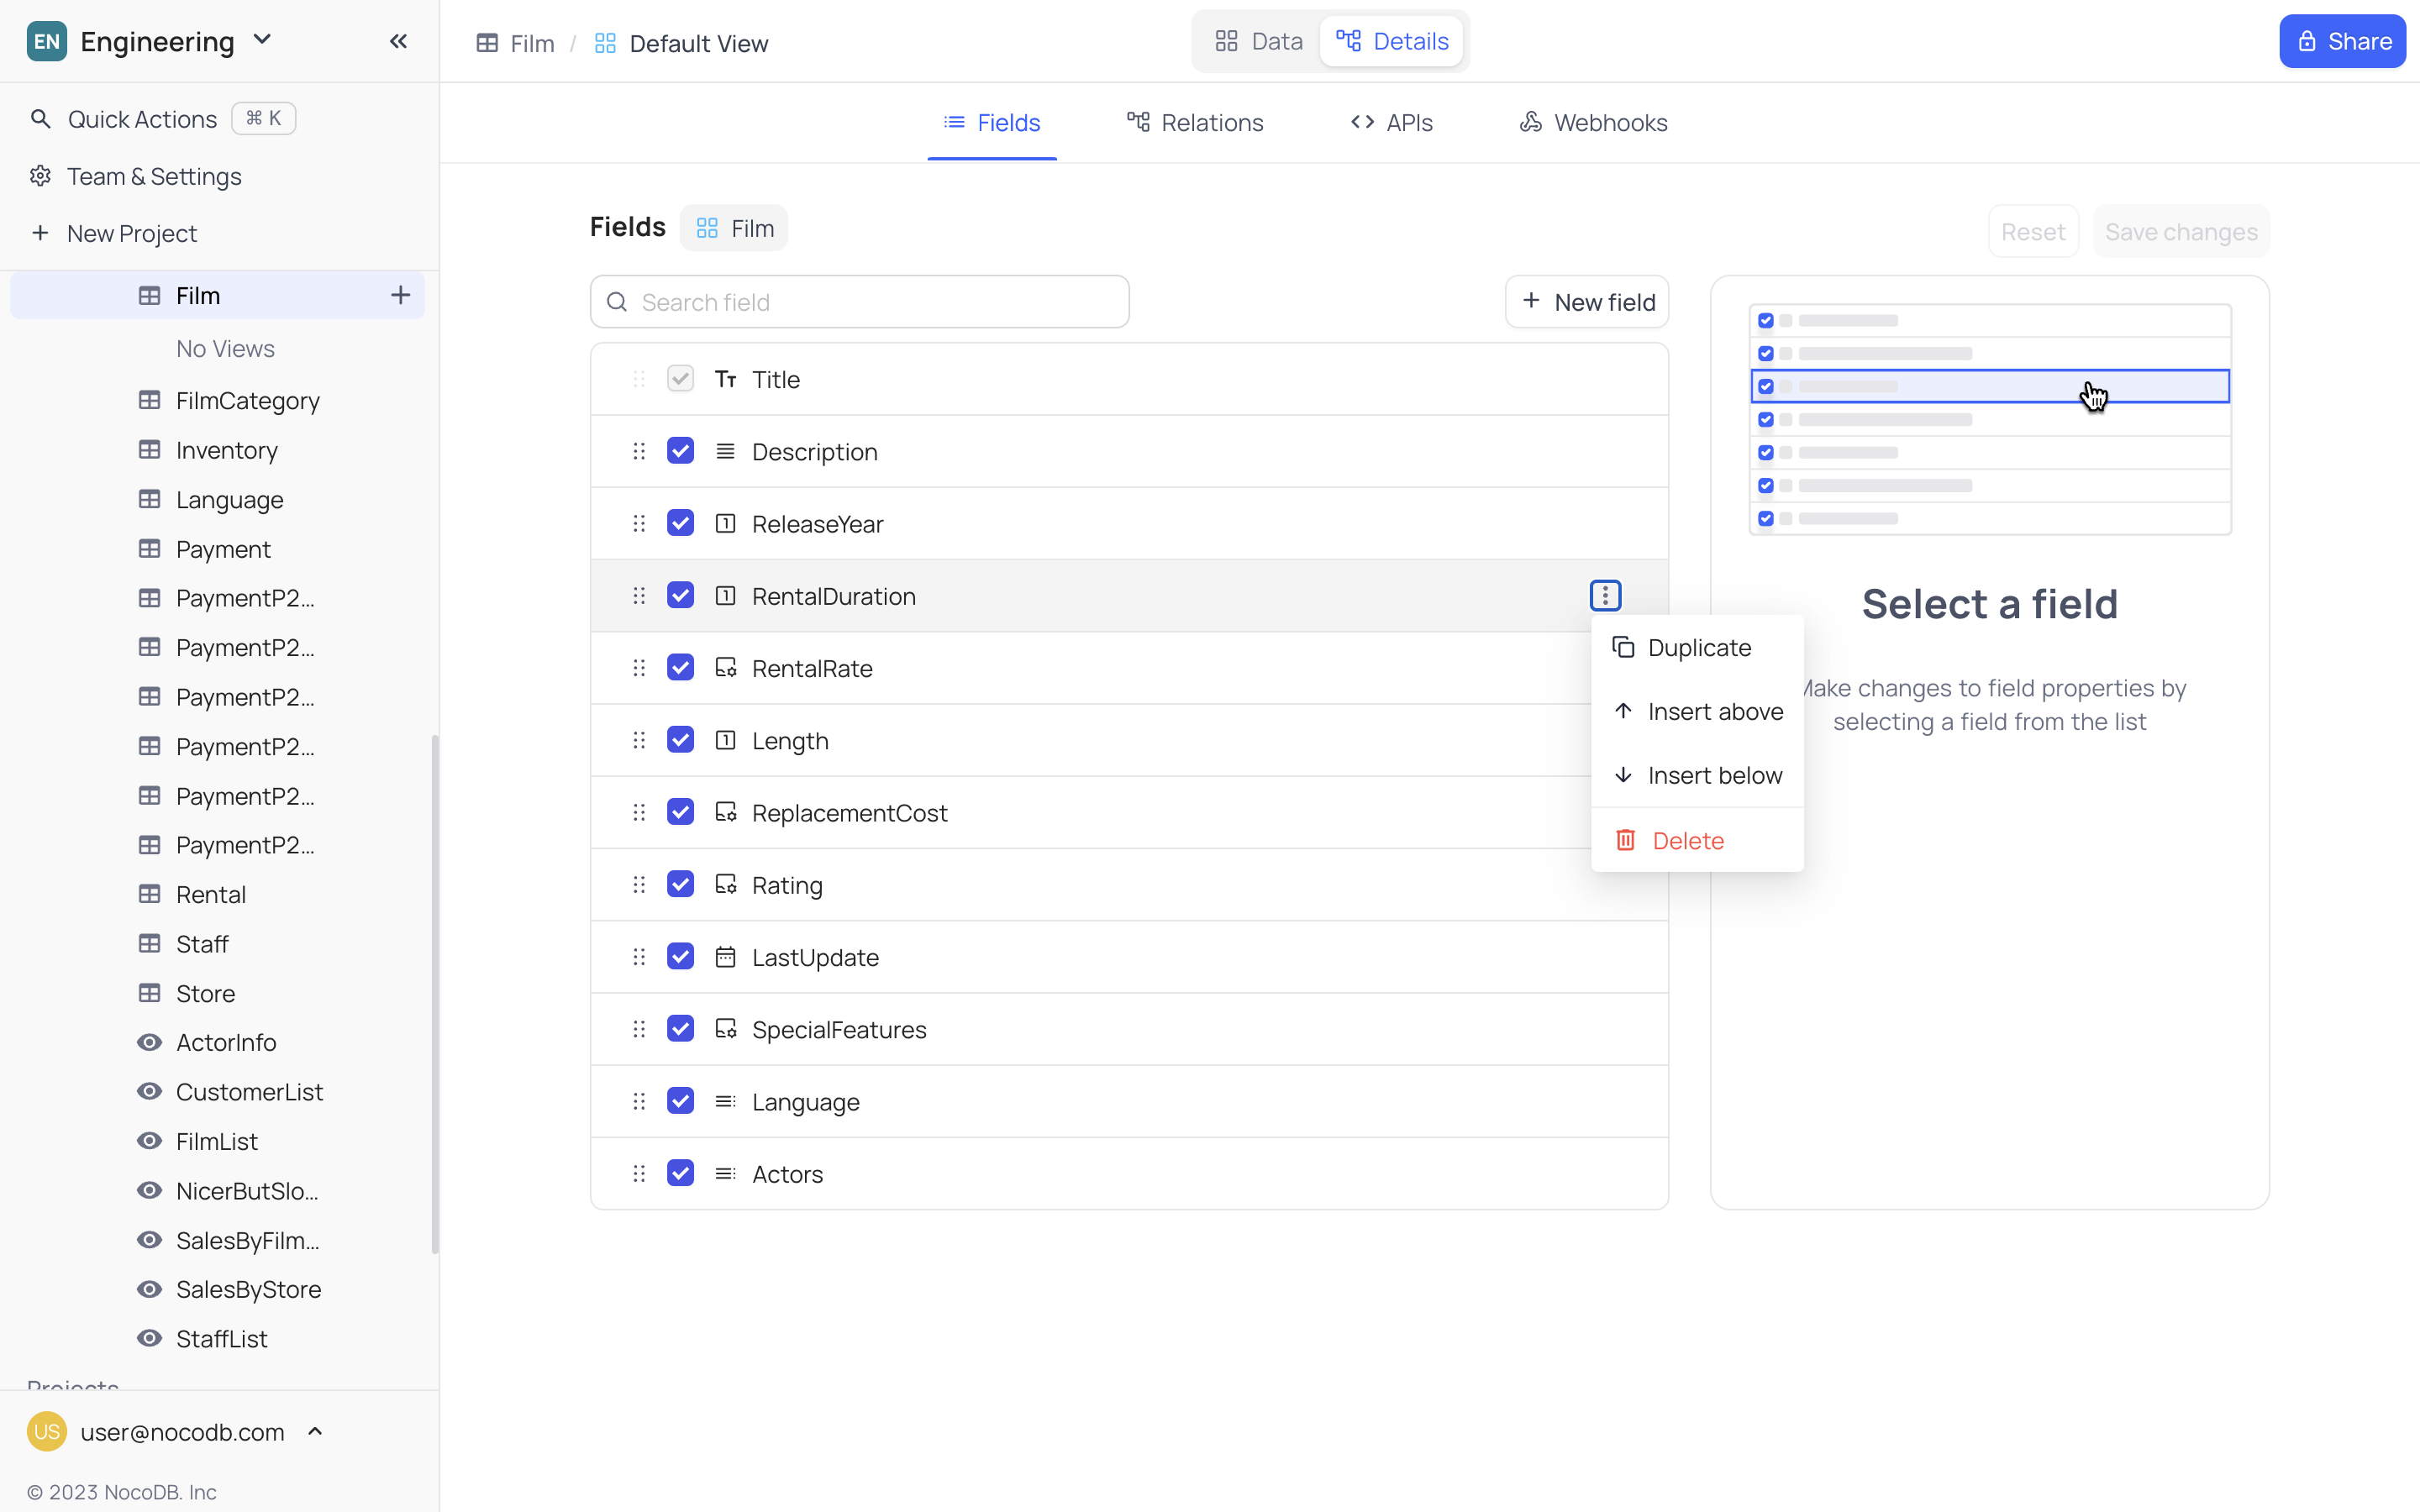 EN Engineering
Quick Actions ⌘ K
Team & Settings
New Project
Film
No Views
FilmCategory
Inventory
Language
Payment
PaymentP2...
PaymentP2...
PaymentP2...
PaymentP2...
PaymentP2...
PaymentP2...
Rental
Staff
Store
ActorInfo
CustomerList
FilmList
NicerButSlo...
SalesByFilm...
SalesByStore
StaffList
Projects
US user@nocodb.com
© 2023 NocoDB. Inc
Film / Default View
Data Details
Share
Fields Relations APIs Webhooks
Fields Film
Reset Save changes
Search field
New field
Title
Description
ReleaseYear
RentalDuration
RentalRate
Length
ReplacementCost
Rating
LastUpdate
SpecialFeatures
Language
Actors
Duplicate
Insert above
Insert below
Delete
Select a field
Make changes to field properties by
selecting a field from the list